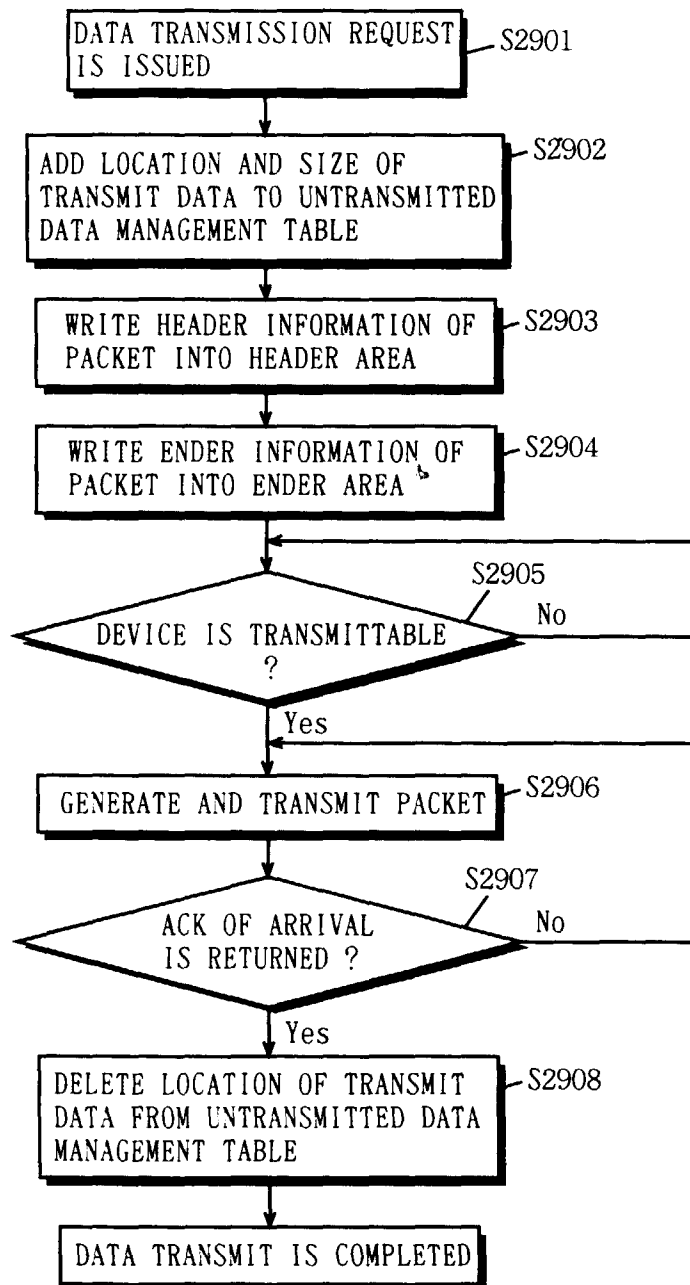 DATA TRANSMISSION REQUEST
IS ISSUED
S2901
ADD LOCATION AND SIZE OF
TRANSMIT DATA TO UNTRANSMITTED
DATA MANAGEMENT TABLE
S2902
WRITE HEADER INFORMATION OF
PACKET INTO HEADER AREA
S2903
WRITE ENDER INFORMATION OF
PACKET INTO ENDER AREA
S2904
S2905
DEVICE IS TRANSMITTABLE
?
No
Yes
GENERATE AND TRANSMIT PACKET
S2906
S2907
ACK OF ARRIVAL
IS RETURNED ?
No
Yes
DELETE LOCATION OF TRANSMIT
DATA FROM UNTRANSMITTED DATA
MANAGEMENT TABLE
S2908
DATA TRANSMIT IS COMPLETED